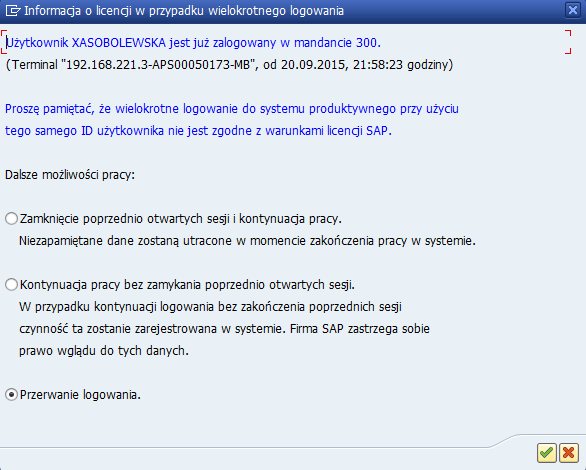 Informacja o licencji w przypadku wielokrotnego logowania
Użytkownik XASOBOLEWSKA jest już zalogowany w mandancie 300.
(Terminal "192.168.221.3-APS00050173-MB", od 20.09.2015, 21:58:23 godziny)
Proszę pamiętać, że wielokrotne logowanie do systemu produktywnego przy użyciu
tego samego ID użytkownika nie jest zgodne z warunkami licencji SAP.
Dalsze możliwości pracy:
Zamknięcie poprzednio otwartych sesji i kontynuacja pracy.
Niezapamiętane dane zostaną utracone w momencie zakończenia pracy w systemie.
Kontynuacja pracy bez zamykania poprzednio otwartych sesji.
W przypadku kontynuacji logowania bez zakończenia poprzednich sesji
czynność ta zostanie zarejestrowana w systemie. Firma SAP zastrzega sobie
prawo wglądu do tych danych.
Przerwanie logowania.